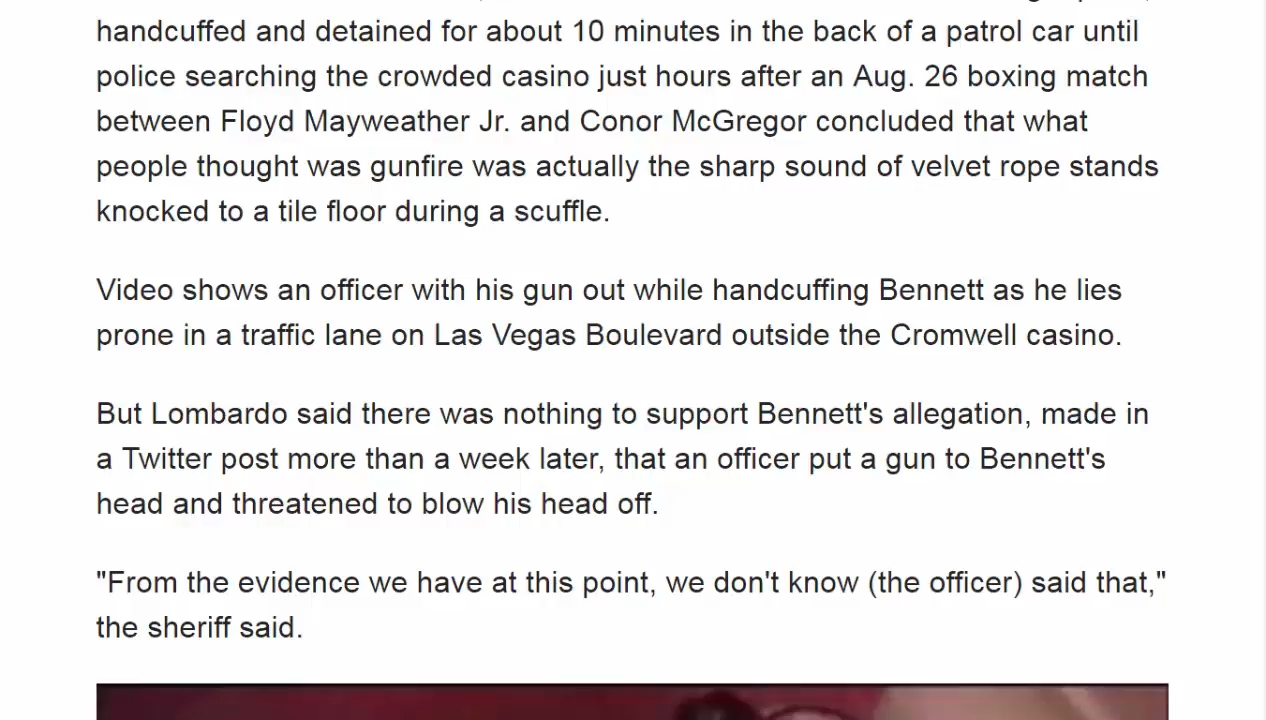 handcuffed and detained for about 10 minutes in the back of a patrol car until
police searching the crowded casino just hours after an Aug. 26 boxing match
between Floyd Mayweather Jr. and Conor McGregor concluded that what
people thought was gunfire was actually the sharp sound of velvet rope stands
knocked to a tile floor during a scuffle.
Video shows an officer with his gun out while handcuffing Bennett as he lies
prone in a traffic lane on Las Vegas Boulevard outside the Cromwell casino.
But Lombardo said there was nothing to support Bennett's allegation, made in
a Twitter post more than a week later, that an officer put a gun to Bennett's
head and threatened to blow his head off.
"From the evidence we have at this point, we don't know (the officer) said that,"
the sheriff said.